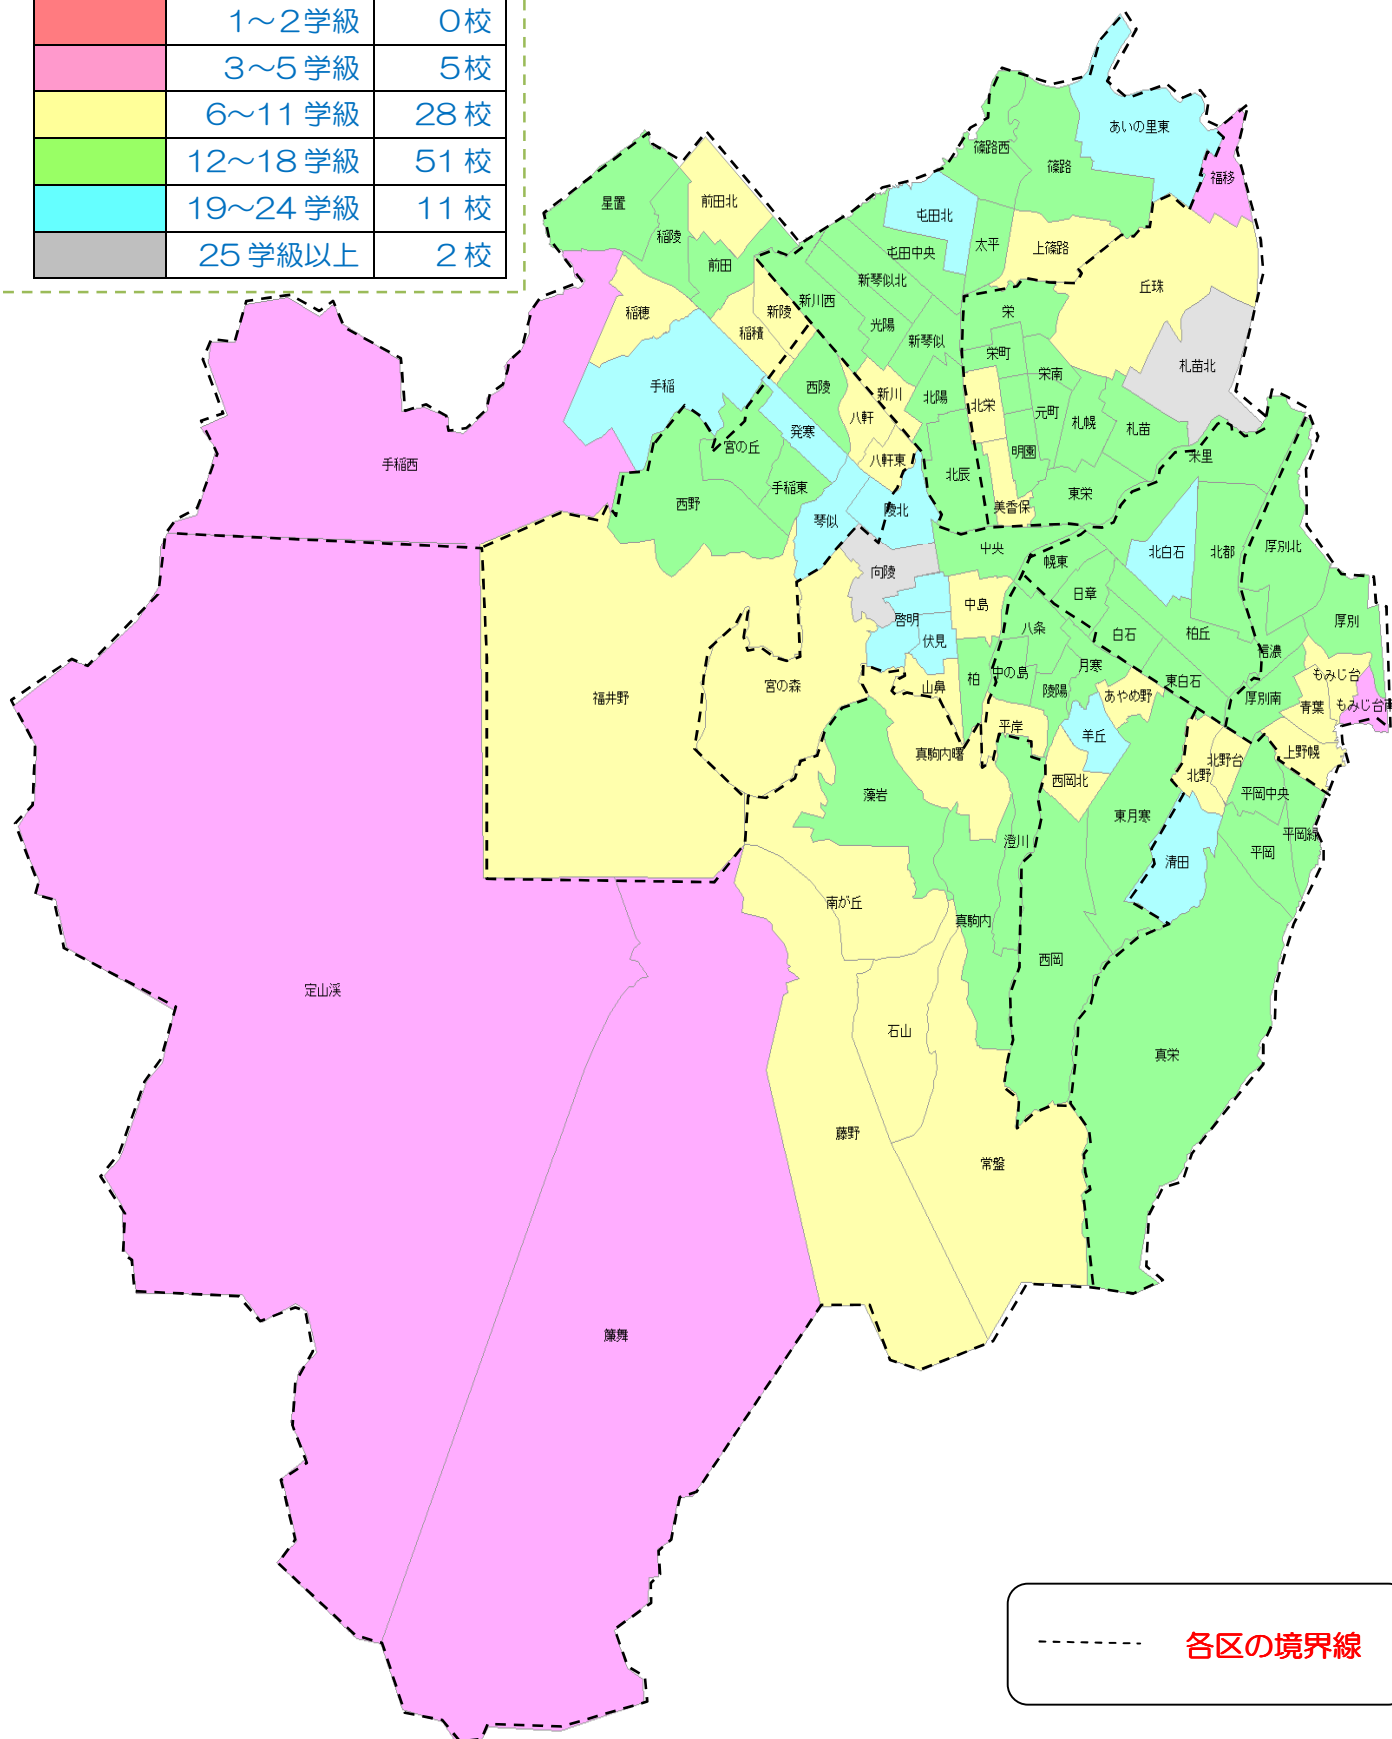 1～2学級 0校
3～5学級 5校
6～11学級 28校
12～18学級 51校
19～24学級 11校
25学級以上 2校
あいの里東
篠路西
篠路
福移
星置
前田北
稲陵
屯田北
太平
上篠路
屯田中央
前田
新琴似北
丘珠
新川西
稲穂
新陵
稲積
光陽
新琴似
栄
栄町
札苗北
栄南
手稲
西陵
新川
北陽
北栄
元町
八軒
札幌
札苗
発寒
宮の丘
明園
米里
八軒東
手稲西
北辰
手稲東
東栄
西野
美香保
陵北
琴似
中央
北白石
北都
厚別北
幌東
向陵
日章
中島
啓明
八条
白石
柏丘
厚別
伏見
信濃
月寒
中の島
もみじ台
柏
東白石
宮の森
山鼻
陵陽
あやめ野
厚別南
福井野
青葉
もみじ台南
平岸
羊丘
真駒内曙
上野幌
北野台
北野
西岡北
平岡中央
藻岩
東月寒
平岡緑
澄川
平岡
清田
南が丘
真駒内
西岡
定山渓
石山
真栄
藤野
常盤
簾舞
各区の境界線